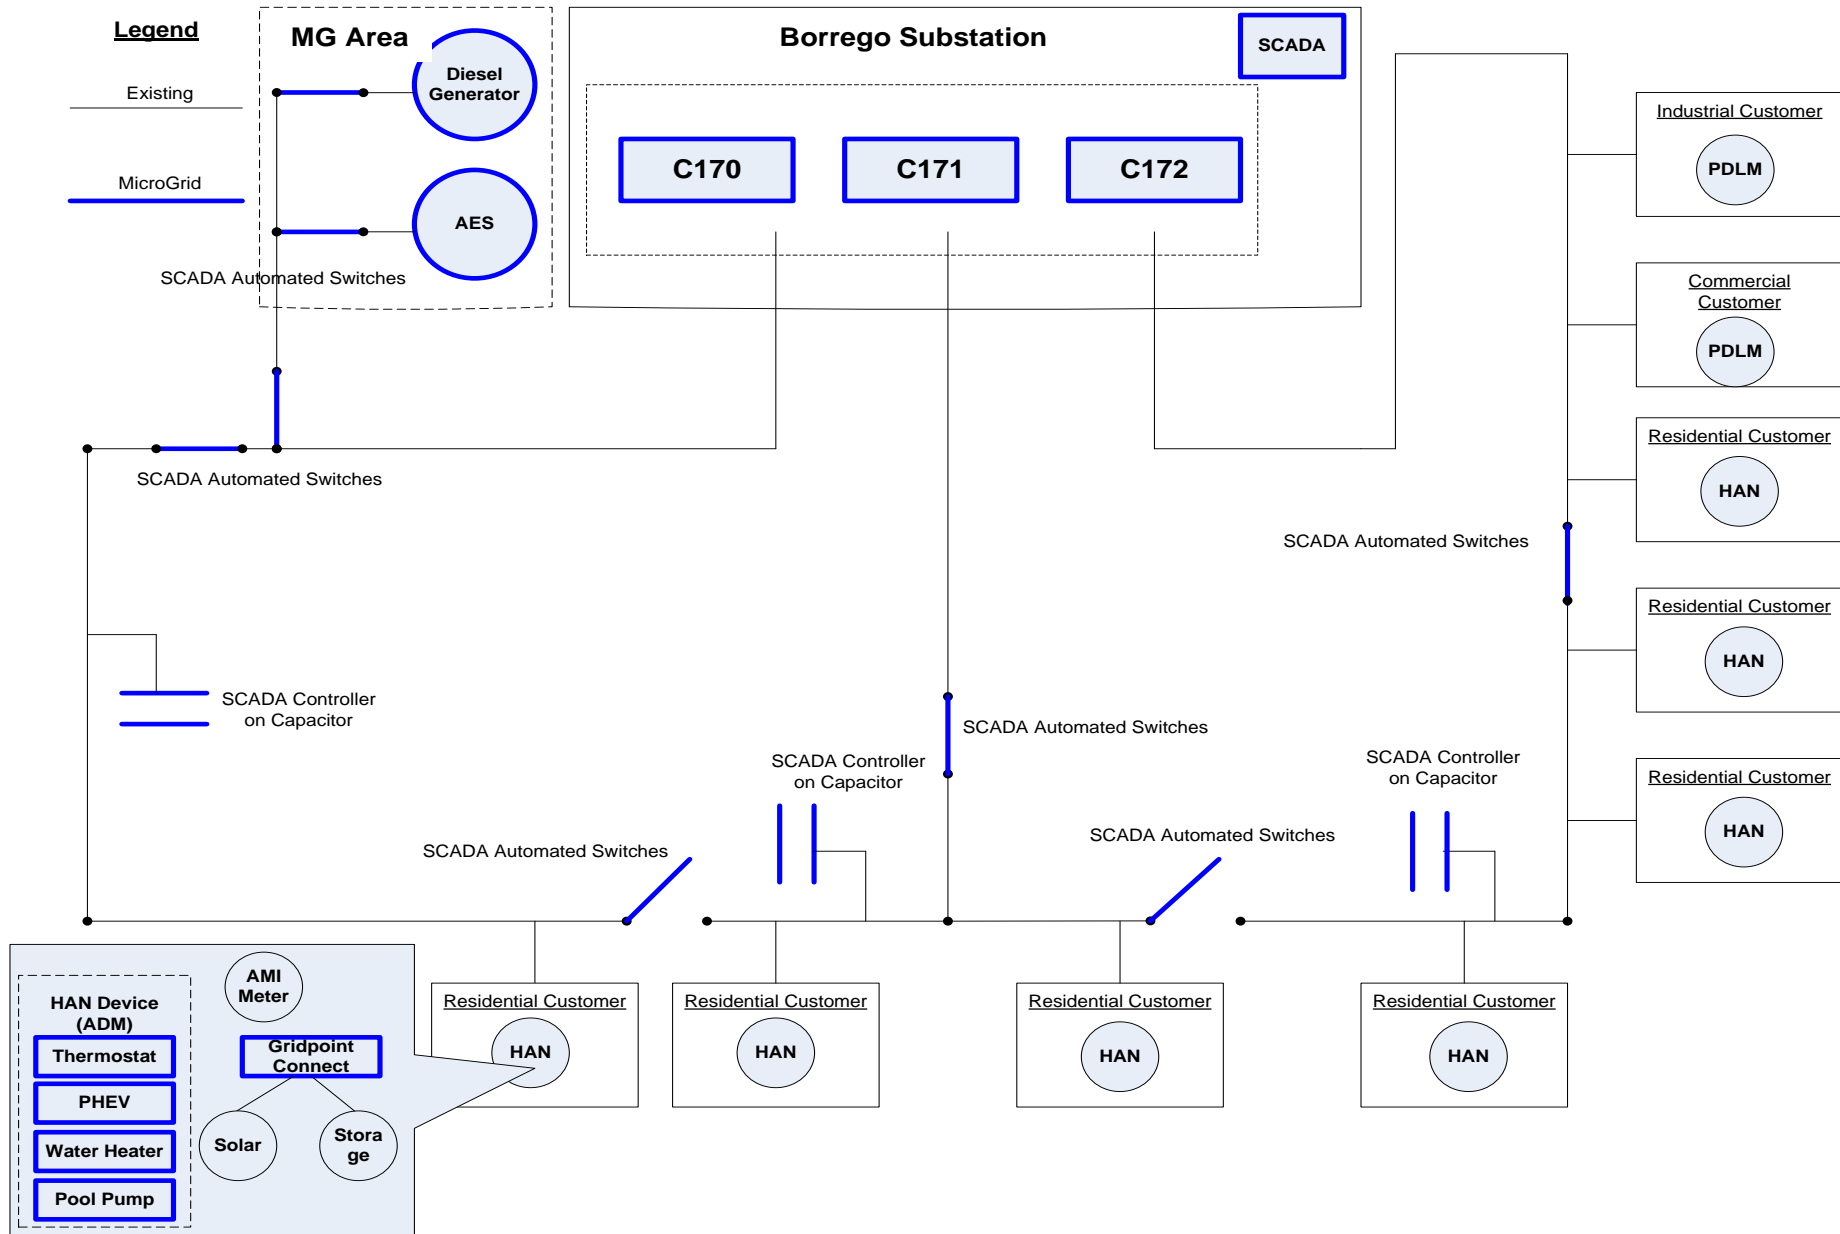 Legend
Existing
MicroGrid
MG Area
Diesel
Generator
AES
SCADA Automated Switches
Borrego Substation
SCADA
C170
C171
C172
Industrial Customer
PDLM
Commercial
Customer
PDLM
Residential Customer
HAN
SCADA Automated Switches
SCADA Automated Switches
Residential Customer
HAN
SCADA Controller
on Capacitor
SCADA Automated Switches
SCADA Controller
on Capacitor
SCADA Controller
on Capacitor
Residential Customer
HAN
SCADA Automated Switches
SCADA Automated Switches
HAN Device
(ADM)
Thermostat
PHEV
Water Heater
Pool Pump
AMI
Meter
Gridpoint
Connect
Solar
Stora
ge
Residential Customer
HAN
Residential Customer
HAN
Residential Customer
HAN
Residential Customer
HAN